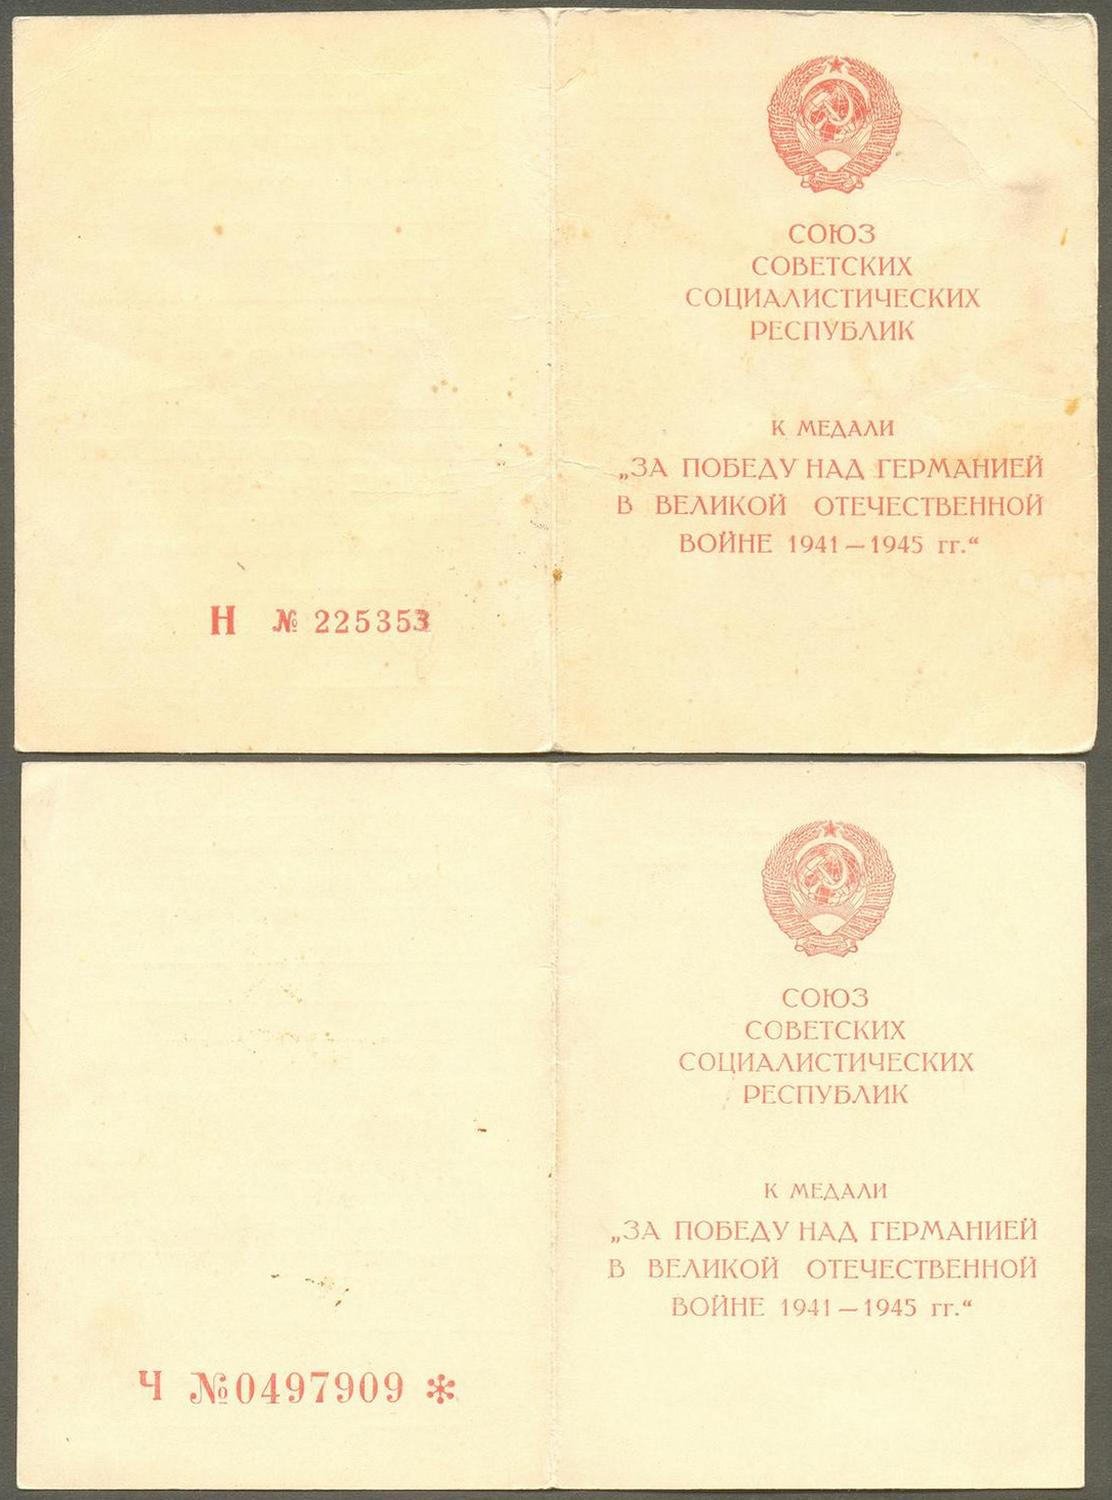 СОЮЗ
СОВЕТСКИХ
СОЦИАЛИСТИЧЕСКИХ
РЕСПУБЛИК
К МЕДАЛИ
„ЗА ПОБЕДУ НАД ГЕРМАНИЕЙ
В ВЕЛИКОЙ ОТЕЧЕСТВЕННОЙ
ВОЙНЕ 1941—1945 гг.“
Н № 225353
СОЮЗ
СОВЕТСКИХ
СОЦИАЛИСТИЧЕСКИХ
РЕСПУБЛИК
К МЕДАЛИ
„ЗА ПОБЕДУ НАД ГЕРМАНИЕЙ
В ВЕЛИКОЙ ОТЕЧЕСТВЕННОЙ
ВОЙНЕ 1941—1945 гг.“
Ч №0497909 *